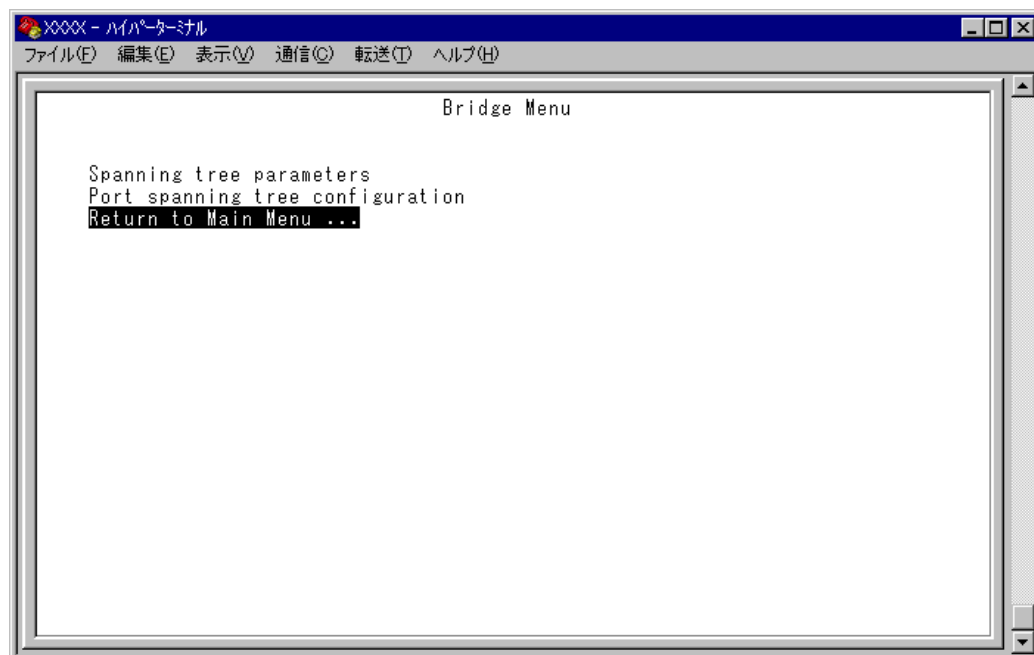 XXXX - ﾊｲﾊﾟｰﾀｰﾐﾅﾙ
ファイル(F) 編集(E) 表示(V) 通信(C) 転送(T) ヘルプ(H)
Bridge Menu
Spanning tree parameters
Port spanning tree configuration
Return to Main Menu ...